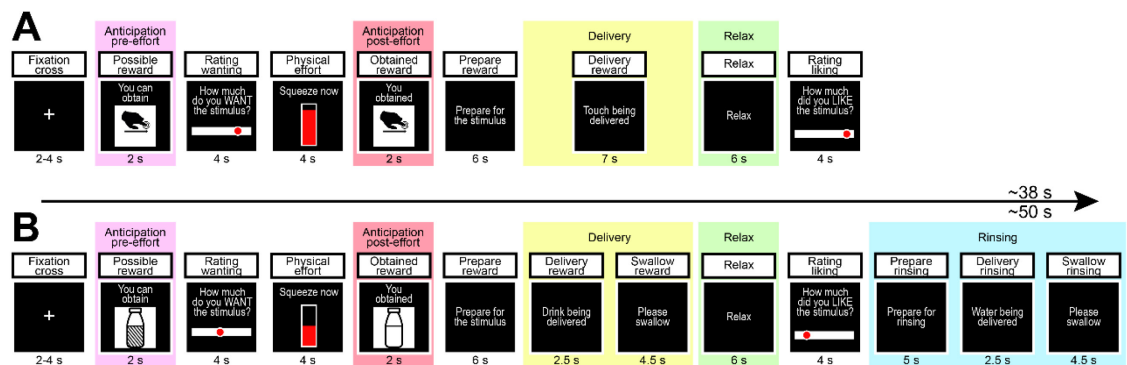 A
Anticipation
pre-effort
Anticipation
post-effort
Delivery
Relax
Fixation
cross
Possible
reward
Rating
wanting
Physical
effort
Obtained
reward
Prepare
reward
Delivery
reward
Relax
Rating
liking
+
You can
obtain
How much
do you WANT
the stimulus?
Squeeze now
You
obtained
Prepare for
the stimulus
Touch being
delivered
Relax
How much
did you LIKE
the stimulus?
2-4 s
2 s
4 s
4 s
2 s
6 s
7 s
6 s
4 s
~38 s
~50 s
B
Anticipation
pre-effort
Anticipation
post-effort
Delivery
Relax
Rinsing
Fixation
cross
Possible
reward
Rating
wanting
Physical
effort
Obtained
reward
Prepare
reward
Delivery
reward
Swallow
reward
Relax
Rating
liking
Prepare
rinsing
Delivery
rinsing
Swallow
rinsing
+
You can
obtain
How much
do you WANT
the stimulus?
Squeeze now
You
obtained
Prepare for
the stimulus
Drink being
delivered
Please
swallow
Relax
How much
did you LIKE
the stimulus?
Prepare for
rinsing
Water being
delivered
Please
swallow
2-4 s
2 s
4 s
4 s
2 s
6 s
2.5 s
4.5 s
6 s
4 s
5 s
2.5 s
4.5 s